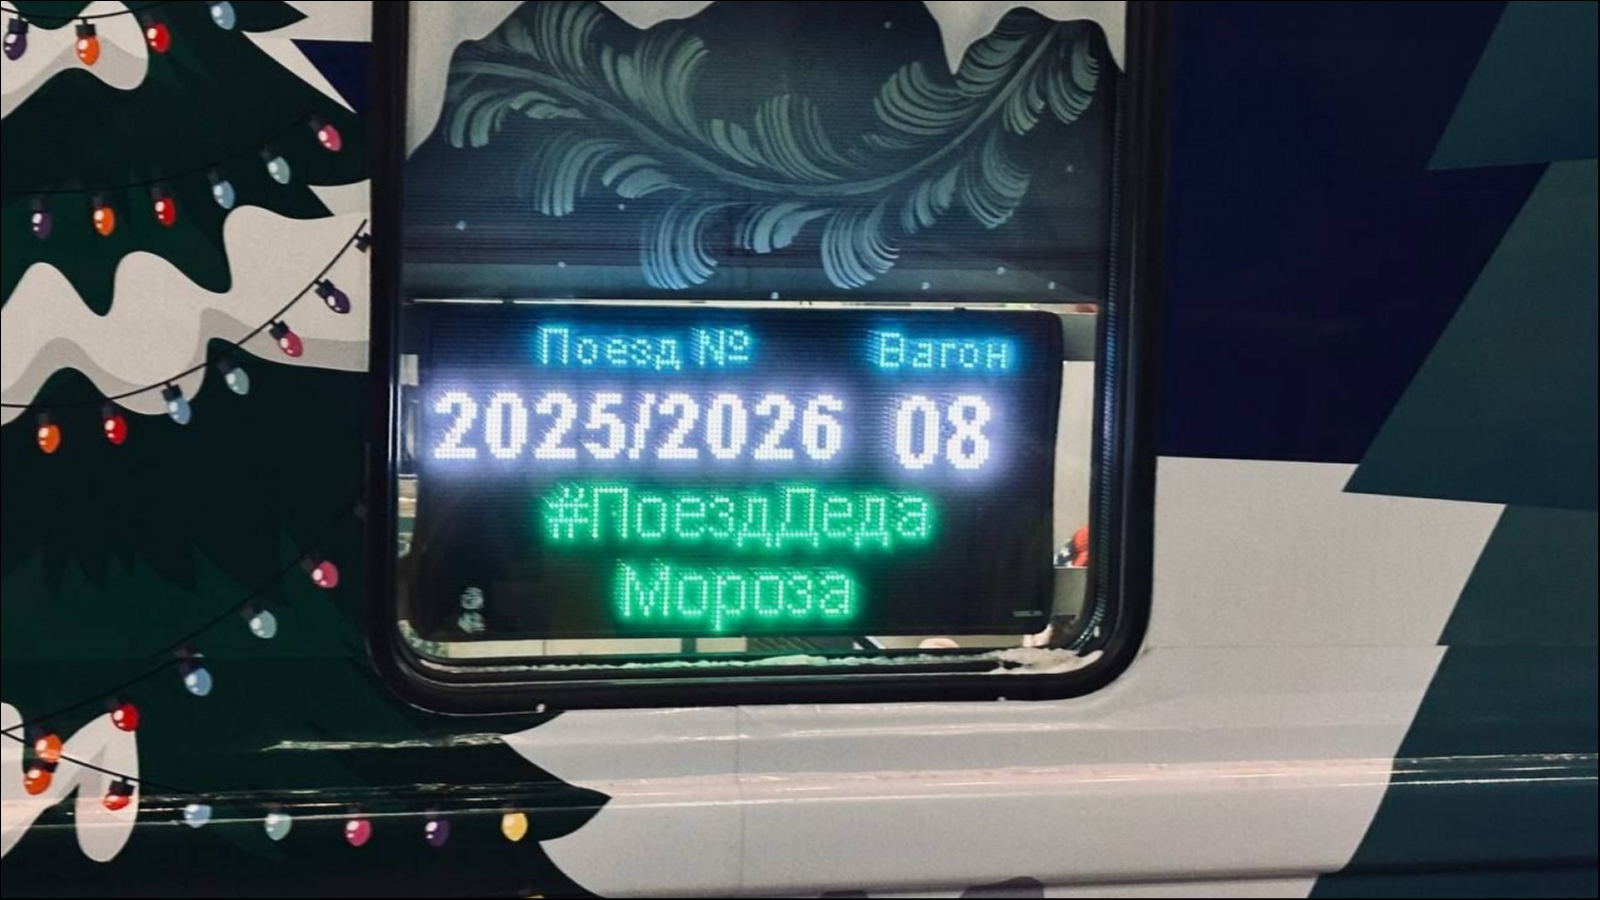 Поезд № Вагон
2025/2026 08
#ПоездДеда
Мороза